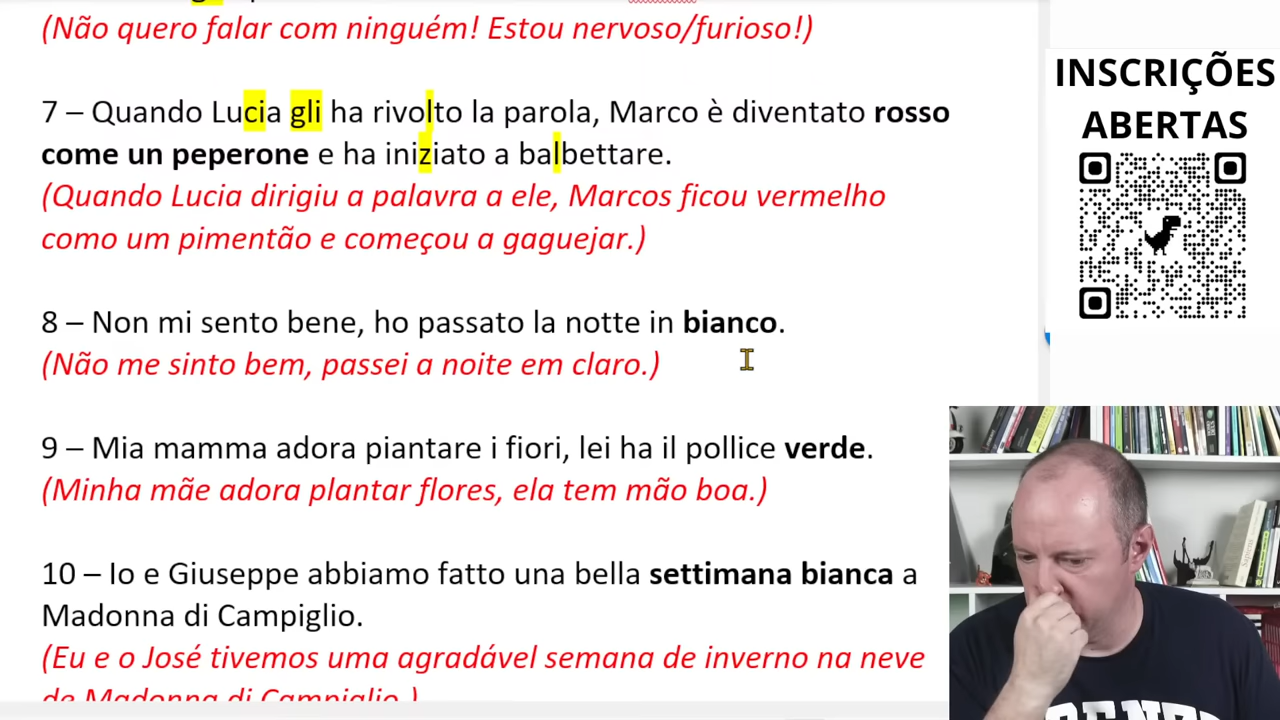 (Não quero falar com ninguém! Estou nervoso/furioso!)
7 – Quando Lucia gli ha rivolto la parola, Marco è diventato rosso
come un peperone e ha iniziato a balbettare.
(Quando Lucia dirigiu a palavra a ele, Marcos ficou vermelho
como um pimentão e começou a gaguejar.)
8 – Non mi sento bene, ho passato la notte in bianco.
(Não me sinto bem, passei a noite em claro.)
9 – Mia mamma adora piantare i fiori, lei ha il pollice verde.
(Minha mãe adora plantar flores, ela tem mão boa.)
10 – Io e Giuseppe abbiamo fatto una bella settimana bianca a
Madonna di Campiglio.
(Eu e o José tivemos uma agradável semana de inverno na neve
de Madonna di Campiglio.)
INSCRIÇÕES
ABERTAS